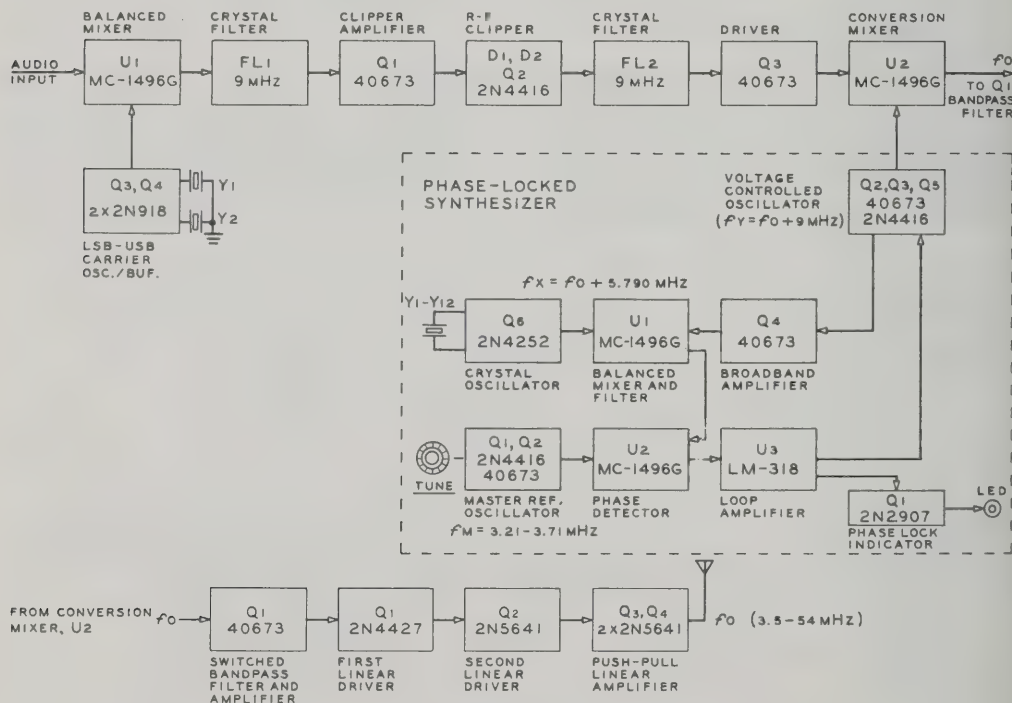 BALANCED
MIXER
CRYSTAL
FILTER
CLIPPER
AMPLIFIER
R-F
CLIPPER
CRYSTAL
FILTER
DRIVER
CONVERSION
MIXER
AUDIO
INPUT
U1
MC-1496G
FL1
9 MHZ
Q1
40673
D1, D2
Q2
2N4416
FL2
9 MHZ
Q3
40673
U2
MC-1496G
fo
TO Q1
BANDPASS
FILTER
Q3, Q4
2x2N918
Y1
Y2
LSB-USB
CARRIER
OSC./BUF.
PHASE-LOCKED
SYNTHESIZER
VOLTAGE
CONTROLLED
OSCILLATOR
(fY=fO+9MHZ)
Q2,Q3, Q5
40673
2N4416
fX = fO + 5.790 MHZ
Y1-Y12
Q6
2N4252
U1
MC-1496G
Q4
40673
CRYSTAL
OSCILLATOR
BALANCED
MIXER AND
FILTER
BROADBAND
AMPLIFIER
TUNE
Q1, Q2
2N4416
40673
U2
MC-1496G
U3
LM-318
MASTER REF.
OSCILLATOR
fM = 3.21-3.71 MHZ
PHASE
DETECTOR
LOOP
AMPLIFIER
Q1
2N2907
LED
PHASE LOCK
INDICATOR
FROM CONVERSION
MIXER, U2
fo
Q1
40673
Q1
2N4427
Q2
2N5641
Q3, Q4
2x2N5641
fo (3.5-54 MHZ)
SWITCHED
BANDPASS
FILTER AND
AMPLIFIER
FIRST
LINEAR
DRIVER
SECOND
LINEAR
DRIVER
PUSH-PULL
LINEAR
AMPLIFIER